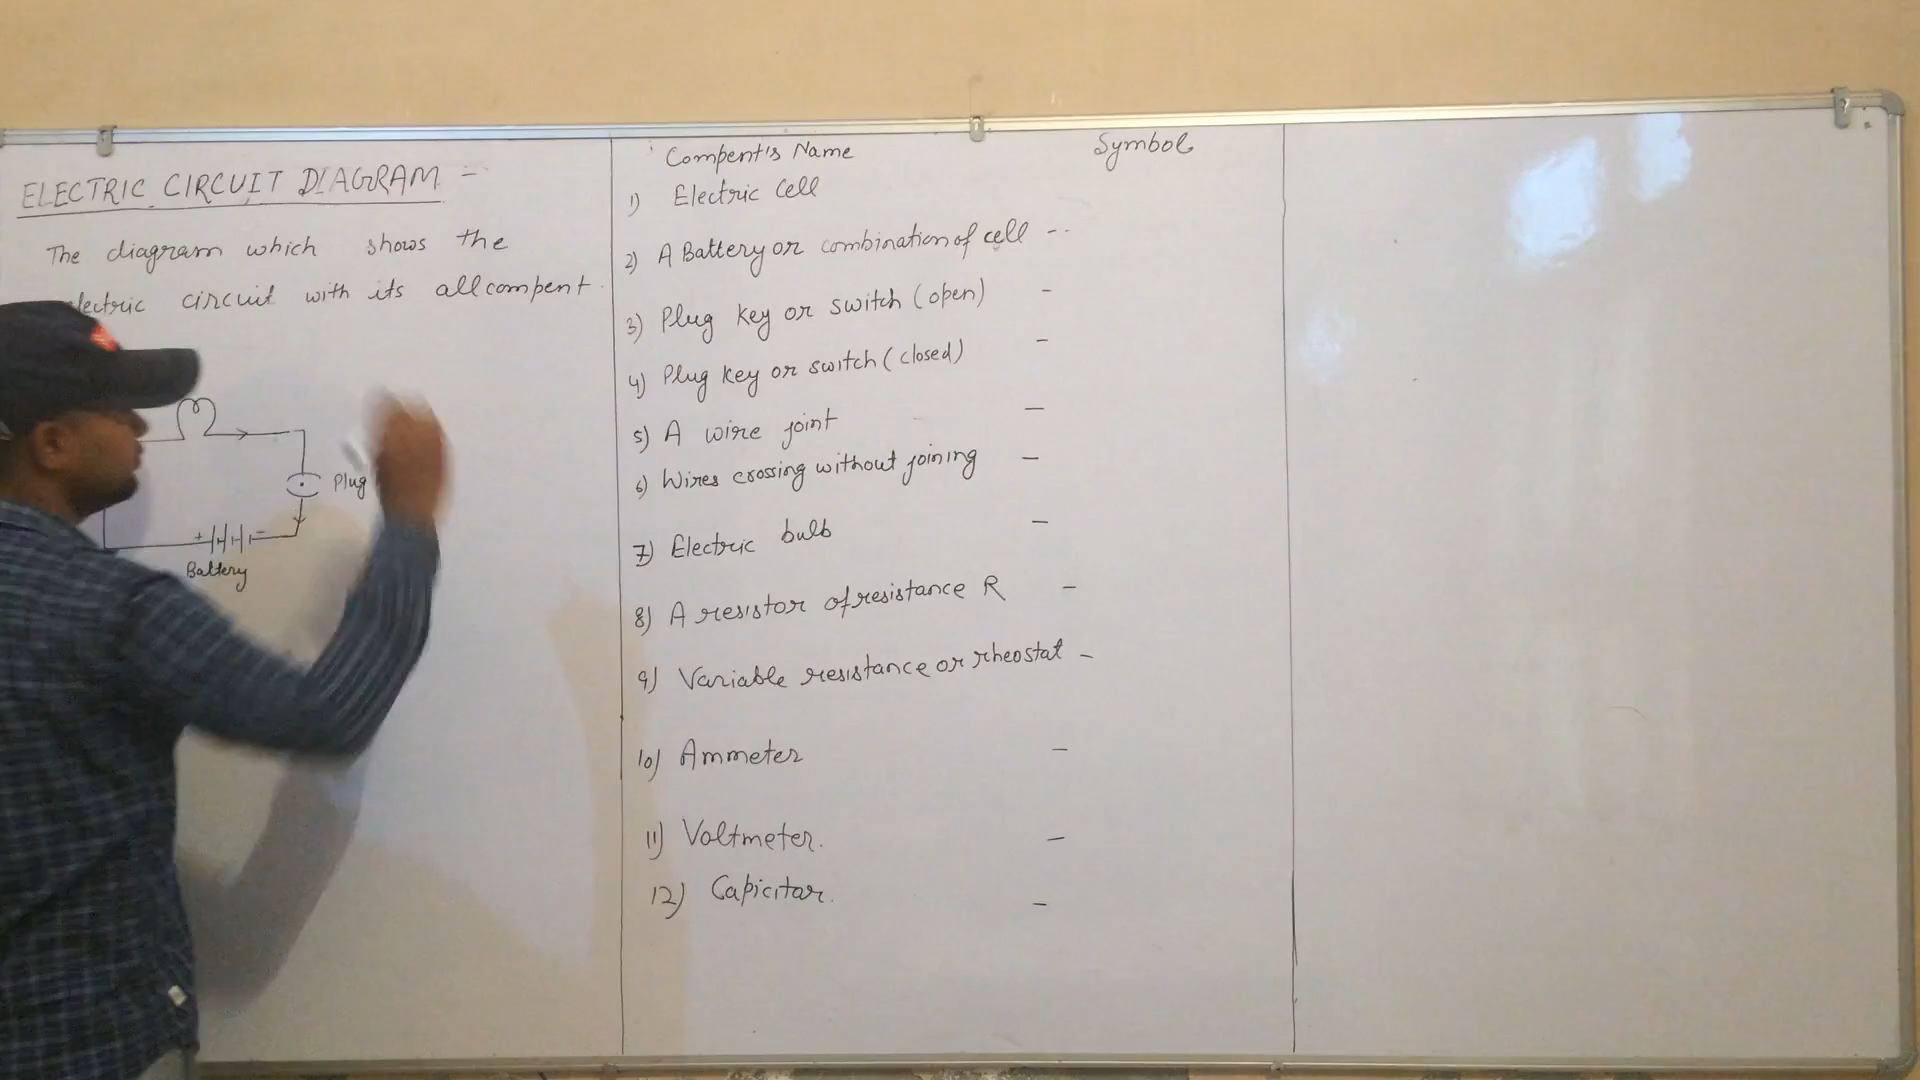 ELECTRIC CIRCUIT DIAGRAM -
The diagram which shows the
lectric circuit with its all compent.
Plug
+ -
Battery
Compent's Name Symbol
1) Electric Cell
2) A Battery or combination of cell --
3) Plug Key or switch (open) -
4) Plug Key or switch (closed) -
5) A wire joint -
6) Wires crossing without joining -
7) Electric bulb -
8) A resistor of resistance R -
9) Variable resistance or rheostat -
10) Ammeter -
11) Voltmeter. -
12) Capicitar. -